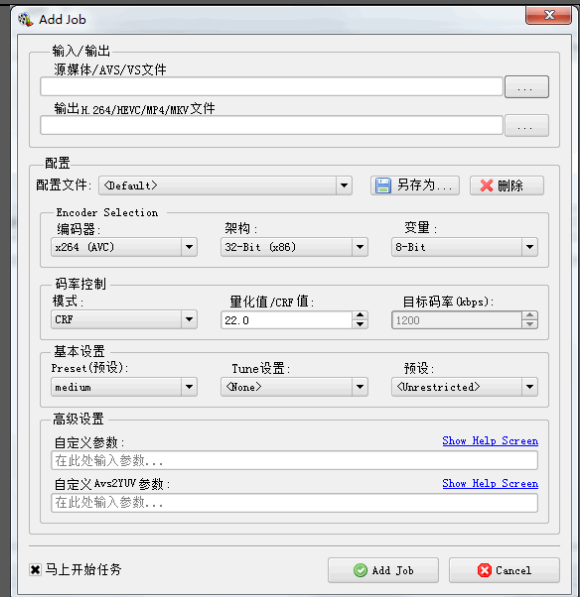 Add Job
输入/输出
源媒体/AVS/VS文件
...
输出H.264/HEVC/MP4/MKV文件
...
配置
配置文件: <Default> 另存为... 删除
Encoder Selection
编码器: 架构: 变量:
x264 (AVC) 32-Bit (x86) 8-Bit
码率控制
模式: 量化值/CRF值: 目标码率(kbps):
CRF 22.0 1200
基本设置
Preset(预设): Tune设置: 预设:
medium <None> <Unrestricted>
高级设置
自定义参数: Show Help Screen
在此处输入参数...
自定义Avs2YUV参数: Show Help Screen
在此处输入参数...
马上开始任务 Add Job Cancel